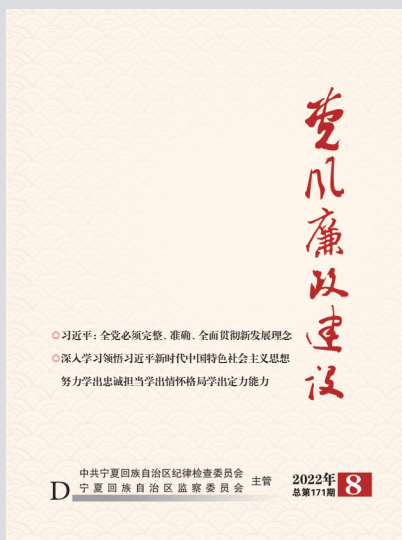 党风廉政建设
习近平：全党必须完整、准确、全面贯彻新发展理念
深入学习领悟习近平新时代中国特色社会主义思想
努力学出忠诚担当学出情怀格局学出定力能力
中共宁夏回族自治区纪律检查委员会
宁夏回族自治区监察委员会
主管
D
2022年
总第171期
8